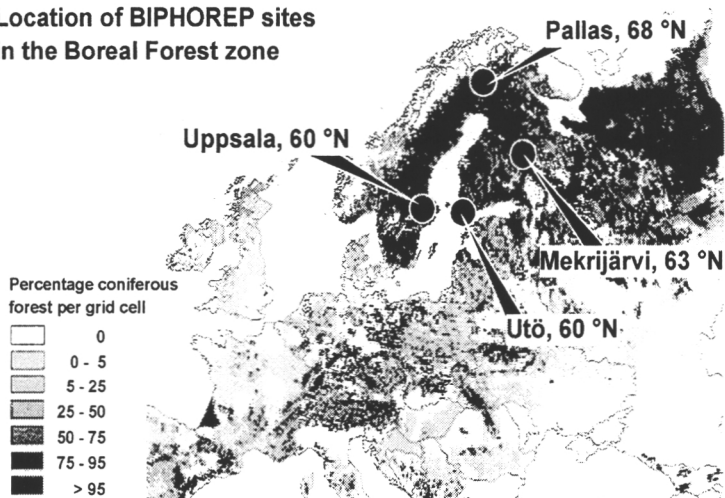 Location of BIPHOREP sites
n the Boreal Forest zone
Pallas, 68 °N
Uppsala, 60 °N
Mekrijärvi, 63 °N
Utö, 60 °N
Percentage coniferous
forest per grid cell
0
0 - 5
5 - 25
25 - 50
50 - 75
75 - 95
> 95